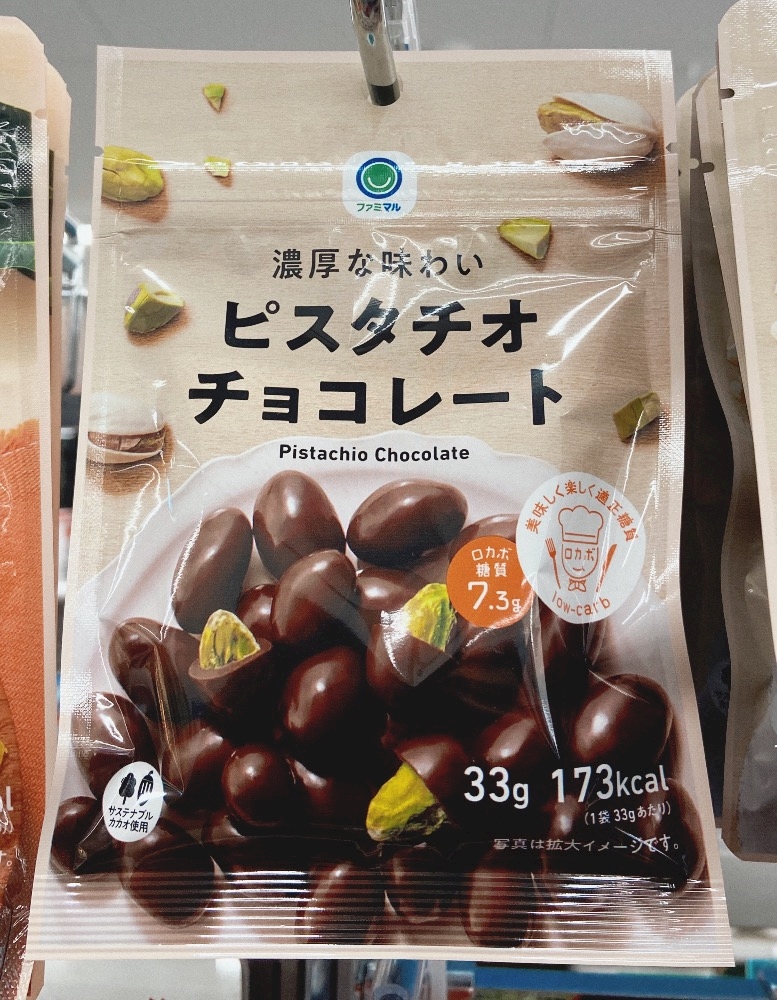 ファミマル
濃厚な味わい
ピスタチオ
チョコレート
Pistachio Chocolate
美味しく楽しく適正糖質
ロカボ
low-carb
ロカボ
糖質
7.3g
33g 173kcal
(1袋 33gあたり)
サステナブル
カカオ使用
写真は拡大イメージです。